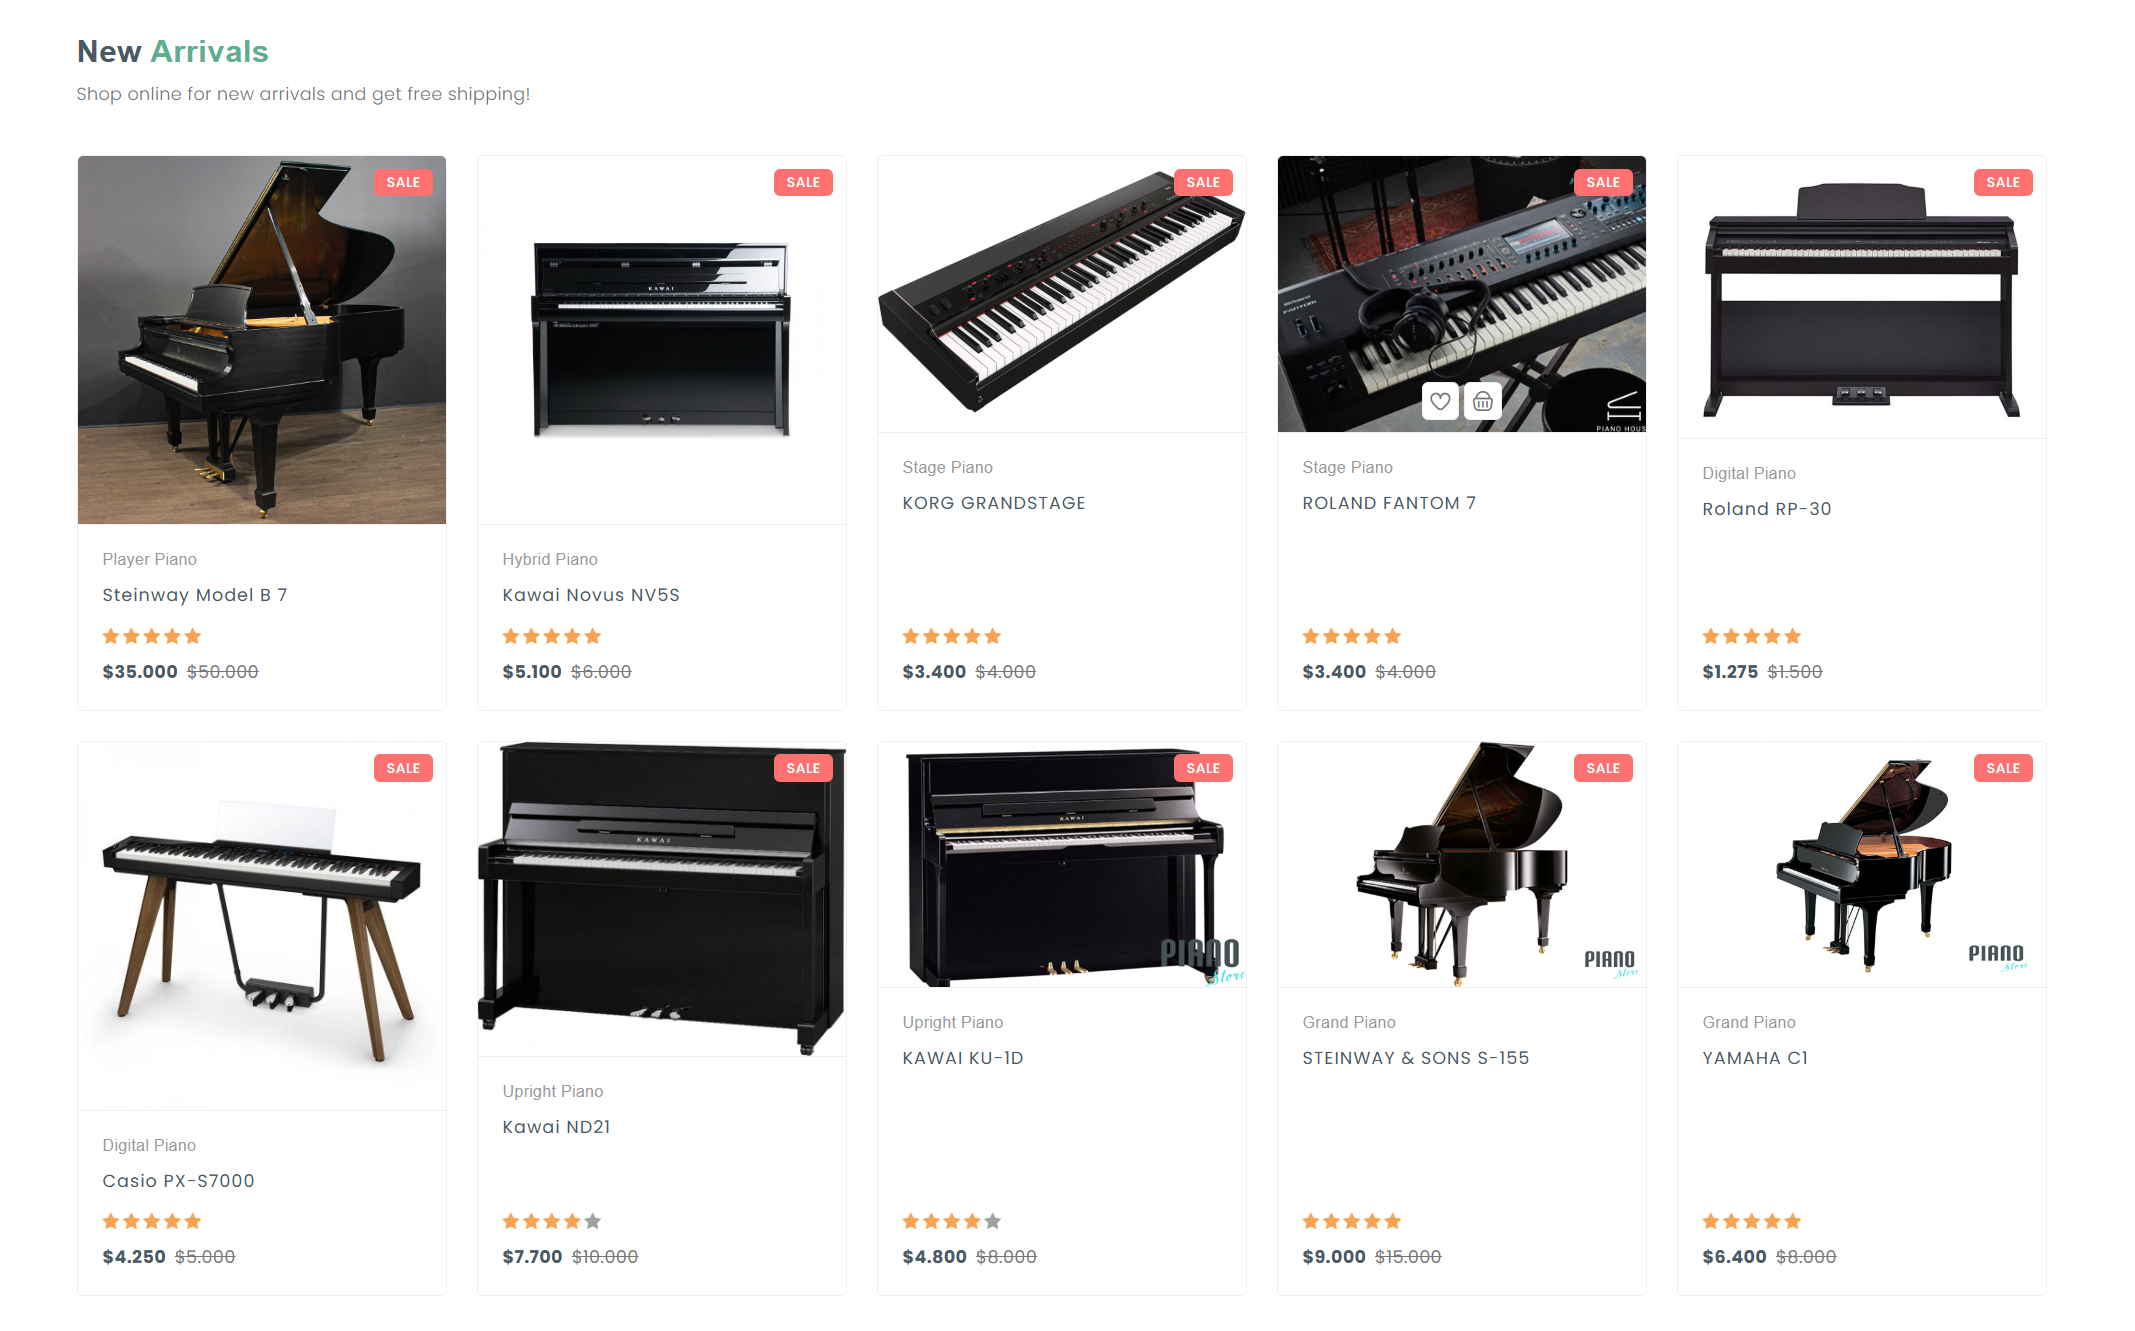 New Arrivals
Shop online for new arrivals and get free shipping!
SALE
Player Piano
Steinway Model B 7
$35.000 $50.000
SALE
KAWAI
Hybrid Piano
Kawai Novus NV5S
$5.100 $6.000
SALE
Stage Piano
KORG GRANDSTAGE
$3.400 $4.000
SALE
Roland
FANTOM
PIANO HOUS
Stage Piano
ROLAND FANTOM 7
$3.400 $4.000
SALE
Digital Piano
Roland RP-30
$1.275 $1.500
SALE
Digital Piano
Casio PX-S7000
$4.250 $5.000
SALE
KAWAI
Upright Piano
Kawai ND21
$7.700 $10.000
SALE
KAWAI
PIANO
Store
Upright Piano
KAWAI KU-1D
$4.800 $8.000
SALE
PIANO
Store
Grand Piano
STEINWAY & SONS S-155
$9.000 $15.000
SALE
PIANO
Store
Grand Piano
YAMAHA C1
$6.400 $8.000